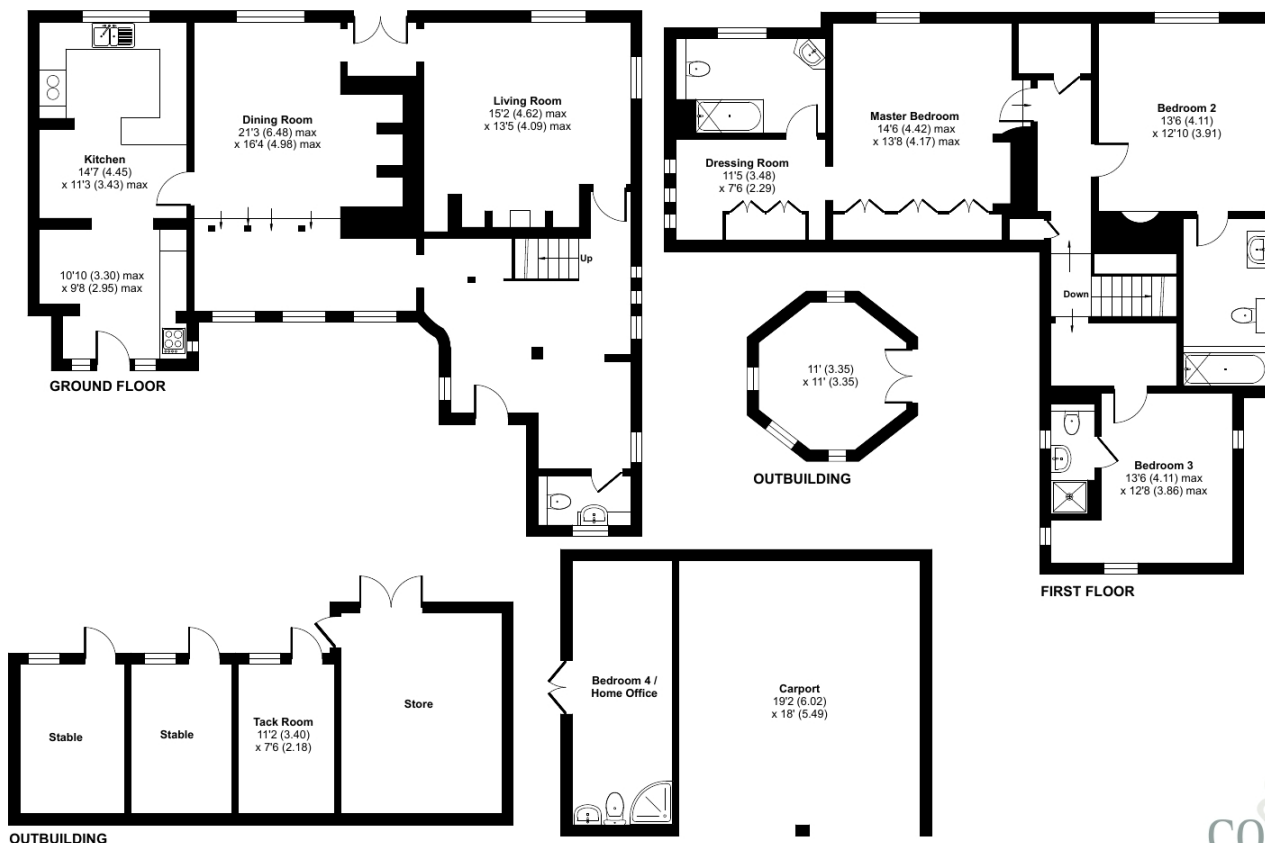 Kitchen
14'7 (4.45)
x 11'3 (3.43) max
Dining Room
21'3 (6.48) max
x 16'4 (4.98) max
Living Room
15'2 (4.62) max
x 13'5 (4.09) max
10'10 (3.30) max
x 9'8 (2.95) max
Up
GROUND FLOOR
Dressing Room
11'5 (3.48)
x 7'6 (2.29)
Master Bedroom
14'6 (4.42) max
x 13'8 (4.17) max
Bedroom 2
13'6 (4.11)
x 12'10 (3.91)
Down
Bedroom 3
13'6 (4.11) max
x 12'8 (3.86) max
FIRST FLOOR
11' (3.35)
x 11' (3.35)
OUTBUILDING
Stable
Stable
Tack Room
11'2 (3.40)
x 7'6 (2.18)
Store
OUTBUILDING
Bedroom 4 /
Home Office
Carport
19'2 (6.02)
x 18' (5.49)